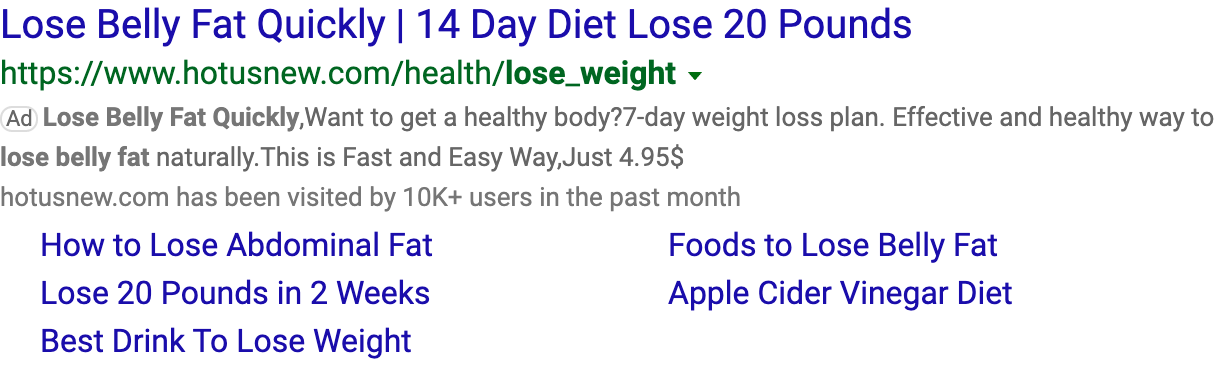 Lose Belly Fat Quickly | 14 Day Diet Lose 20 Pounds
https://www.hotusnew.com/health/lose_weight
Ad Lose Belly Fat Quickly,Want to get a healthy body?7-day weight loss plan. Effective and healthy way to
lose belly fat naturally.This is Fast and Easy Way,Just 4.95$
hotusnew.com has been visited by 10K+ users in the past month
How to Lose Abdominal Fat
Foods to Lose Belly Fat
Lose 20 Pounds in 2 Weeks
Apple Cider Vinegar Diet
Best Drink To Lose Weight